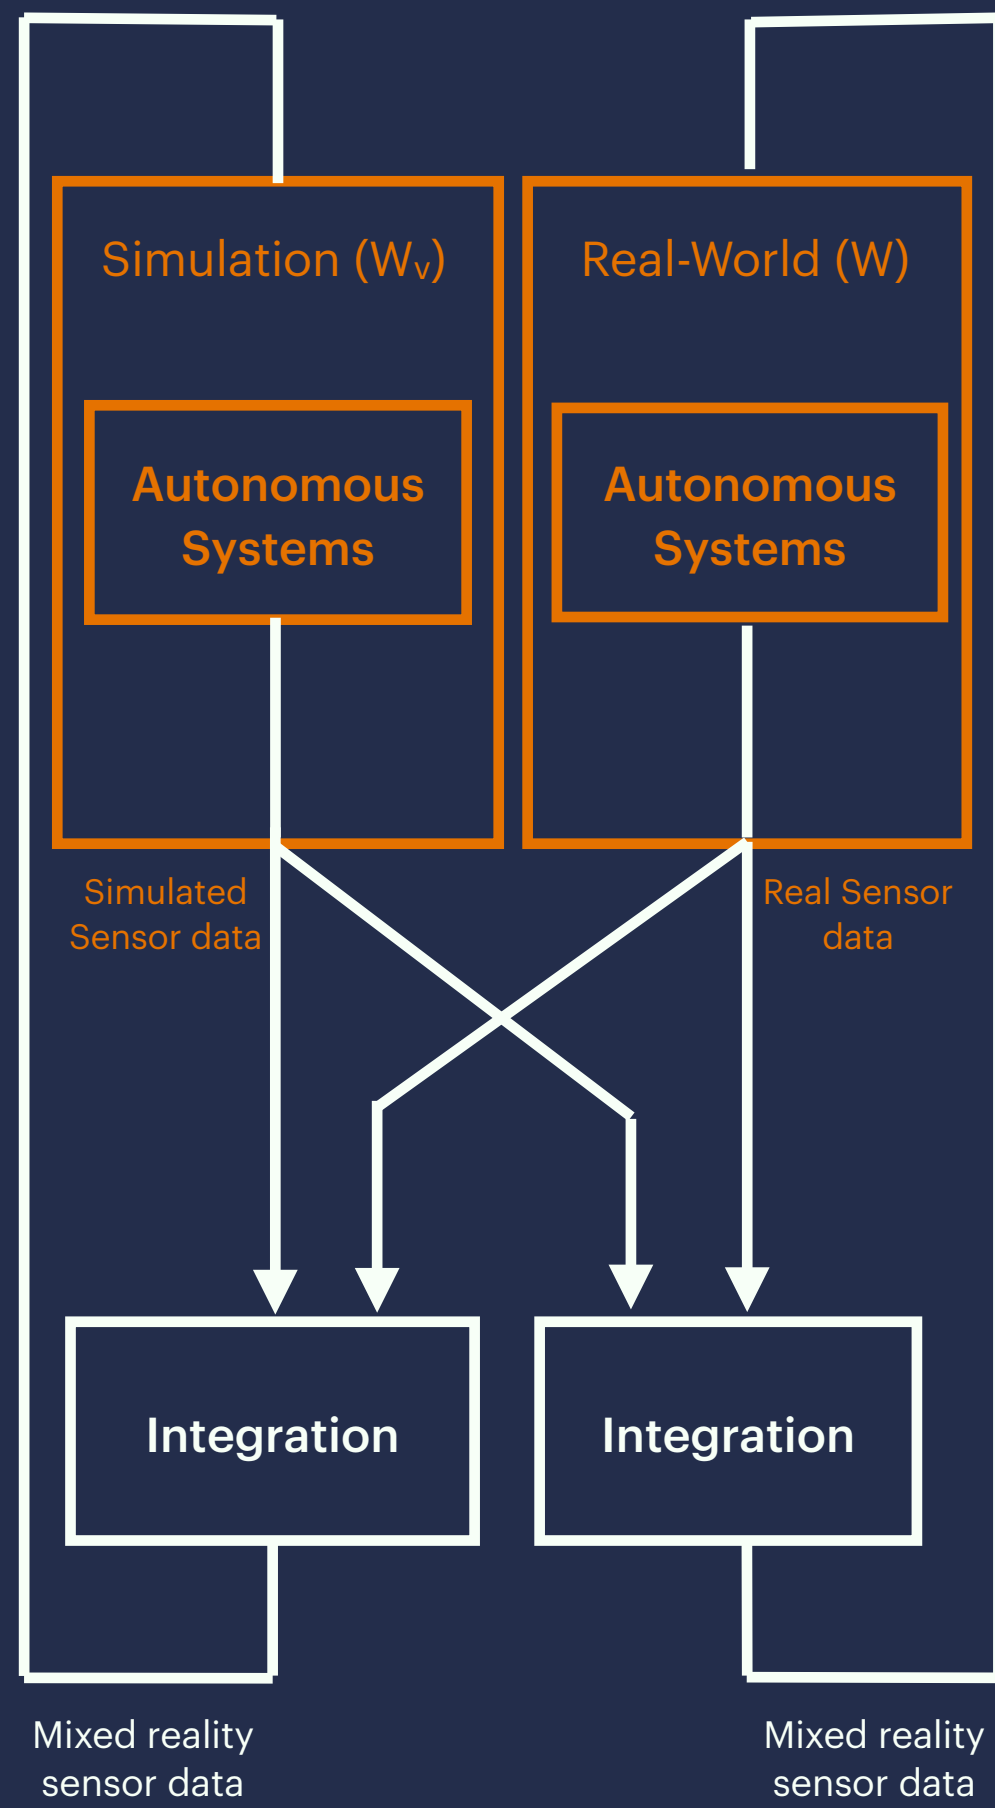 Simulation (Wᵥ)
Real-World (W)
Autonomous
Systems
Autonomous
Systems
Simulated
Sensor data
Real Sensor
data
Integration
Integration
Mixed reality
sensor data
Mixed reality
sensor data